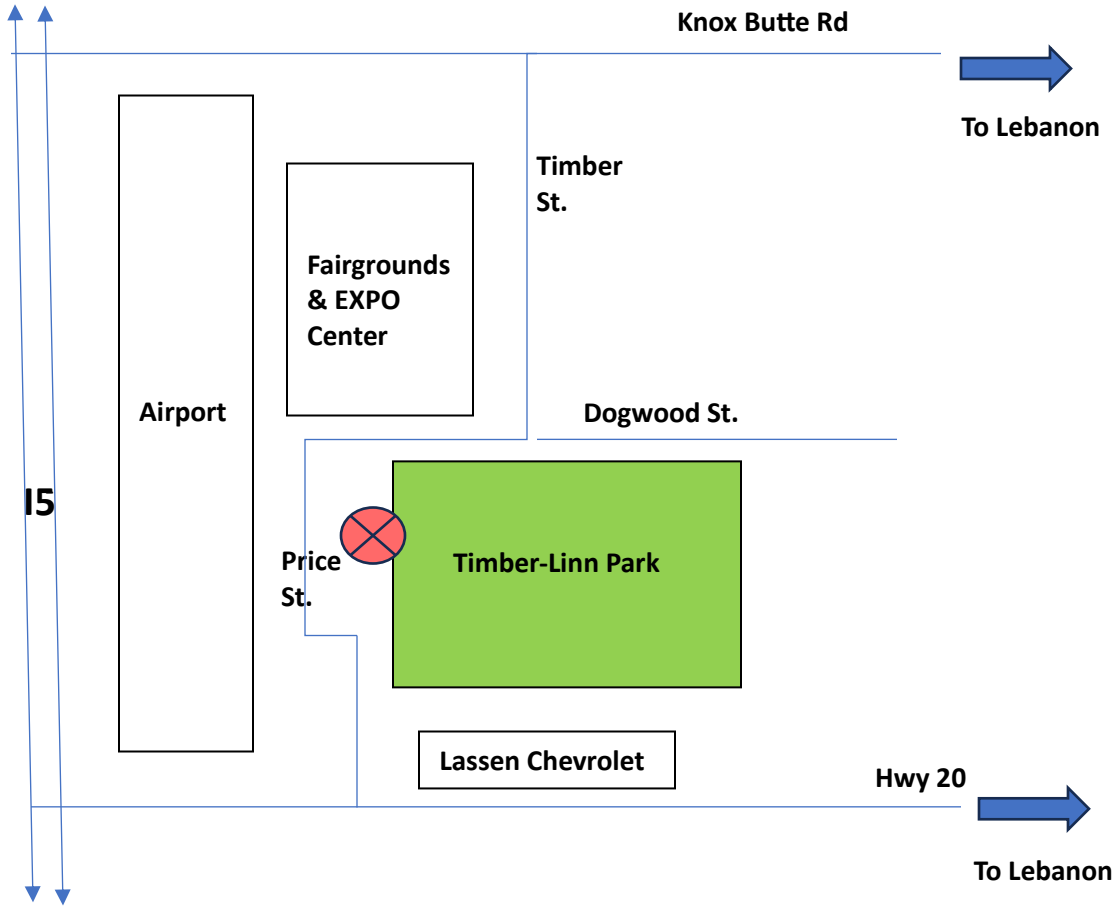 Knox Butte Rd
To Lebanon
Timber
St.
Fairgrounds
& EXPO
Center
Airport
Dogwood St.
I5
Price
St.
Timber-Linn Park
Lassen Chevrolet
Hwy 20
To Lebanon